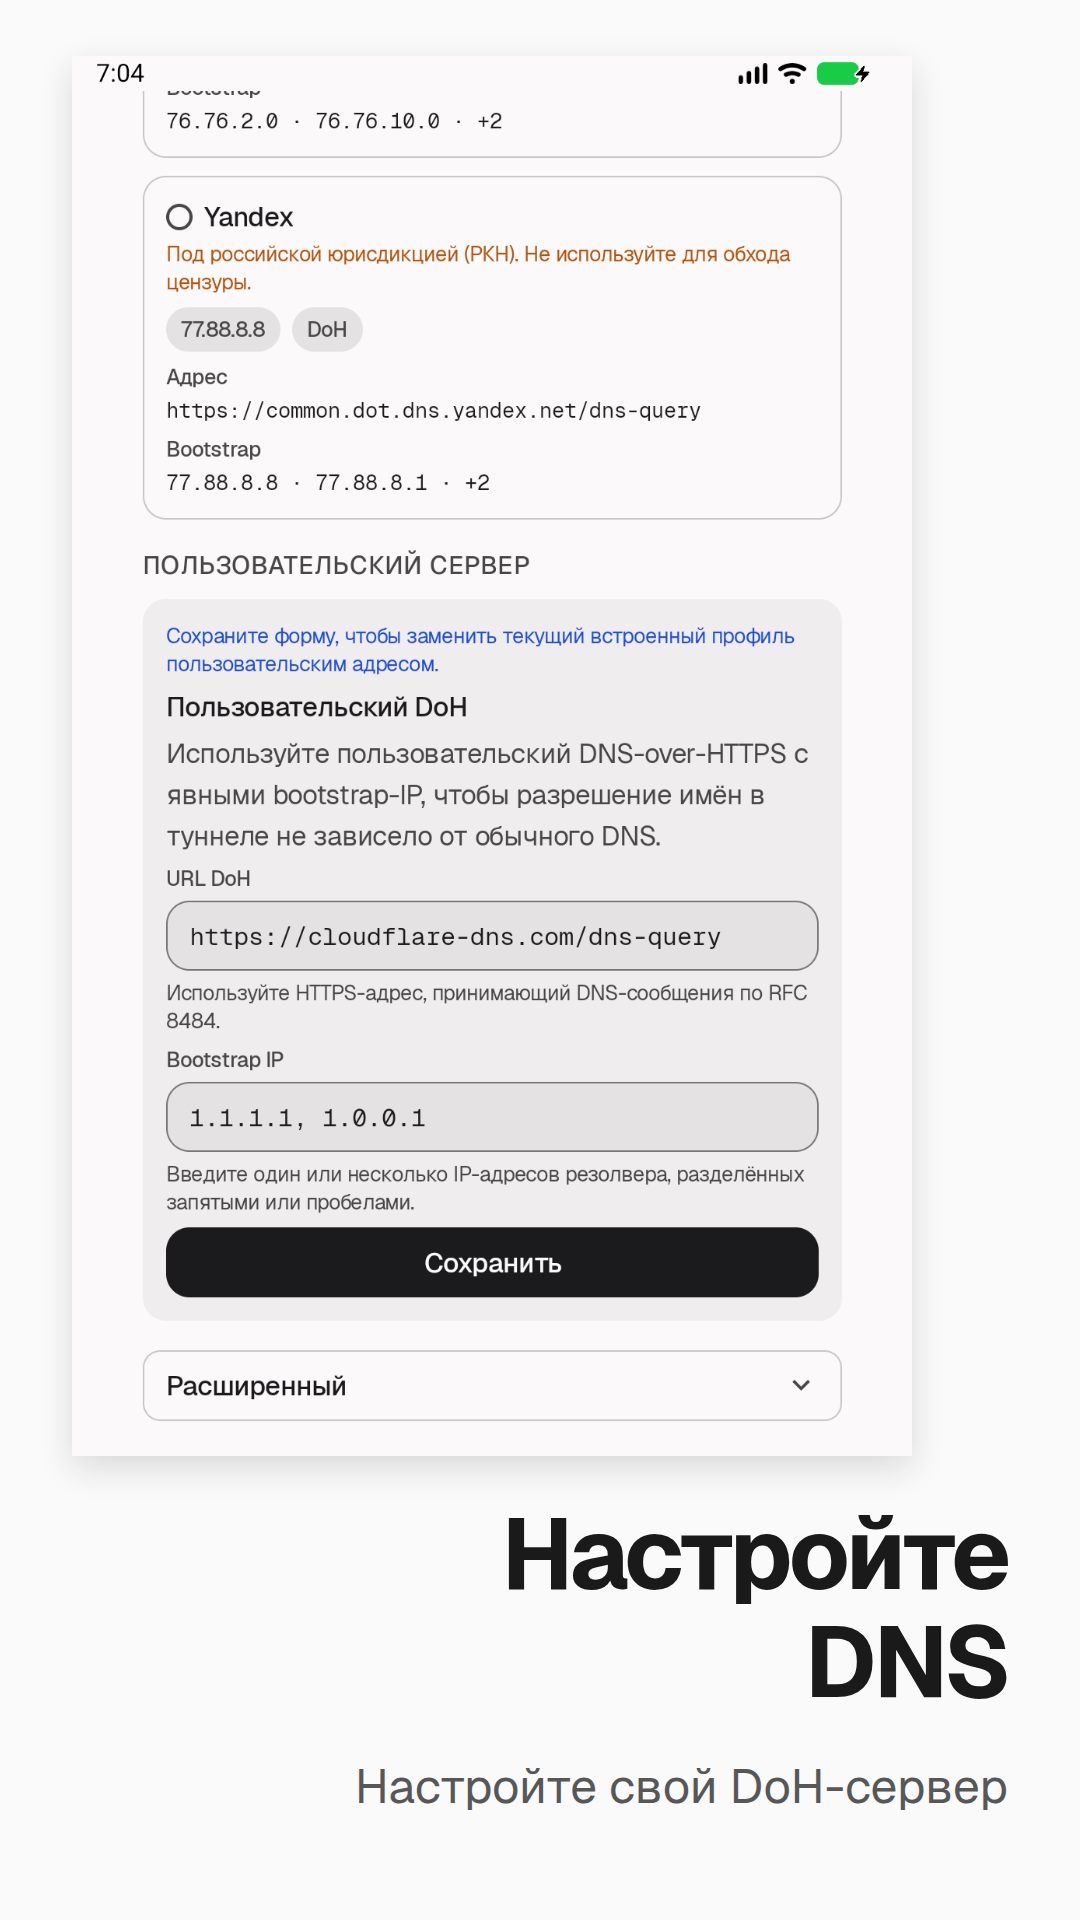 7:04
Bootstrap
76.76.2.0 · 76.76.10.0 · +2
Yandex
Под российской юрисдикцией (РКН). Не используйте для обхода
цензуры.
77.88.8.8 DoH
Адрес
https://common.dot.dns.yandex.net/dns-query
Bootstrap
77.88.8.8 · 77.88.8.1 · +2
ПОЛЬЗОВАТЕЛЬСКИЙ СЕРВЕР
Сохраните форму, чтобы заменить текущий встроенный профиль
пользовательским адресом.
Пользовательский DoH
Используйте пользовательский DNS-over-HTTPS с
явными bootstrap-IP, чтобы разрешение имён в
туннеле не зависело от обычного DNS.
URL DoH
https://cloudflare-dns.com/dns-query
Используйте HTTPS-адрес, принимающий DNS-сообщения по RFC
8484.
Bootstrap IP
1.1.1.1, 1.0.0.1
Введите один или несколько IP-адресов резолвера, разделённых
запятыми или пробелами.
Сохранить
Расширенный
Настройте
DNS
Настройте свой DoH-сервер